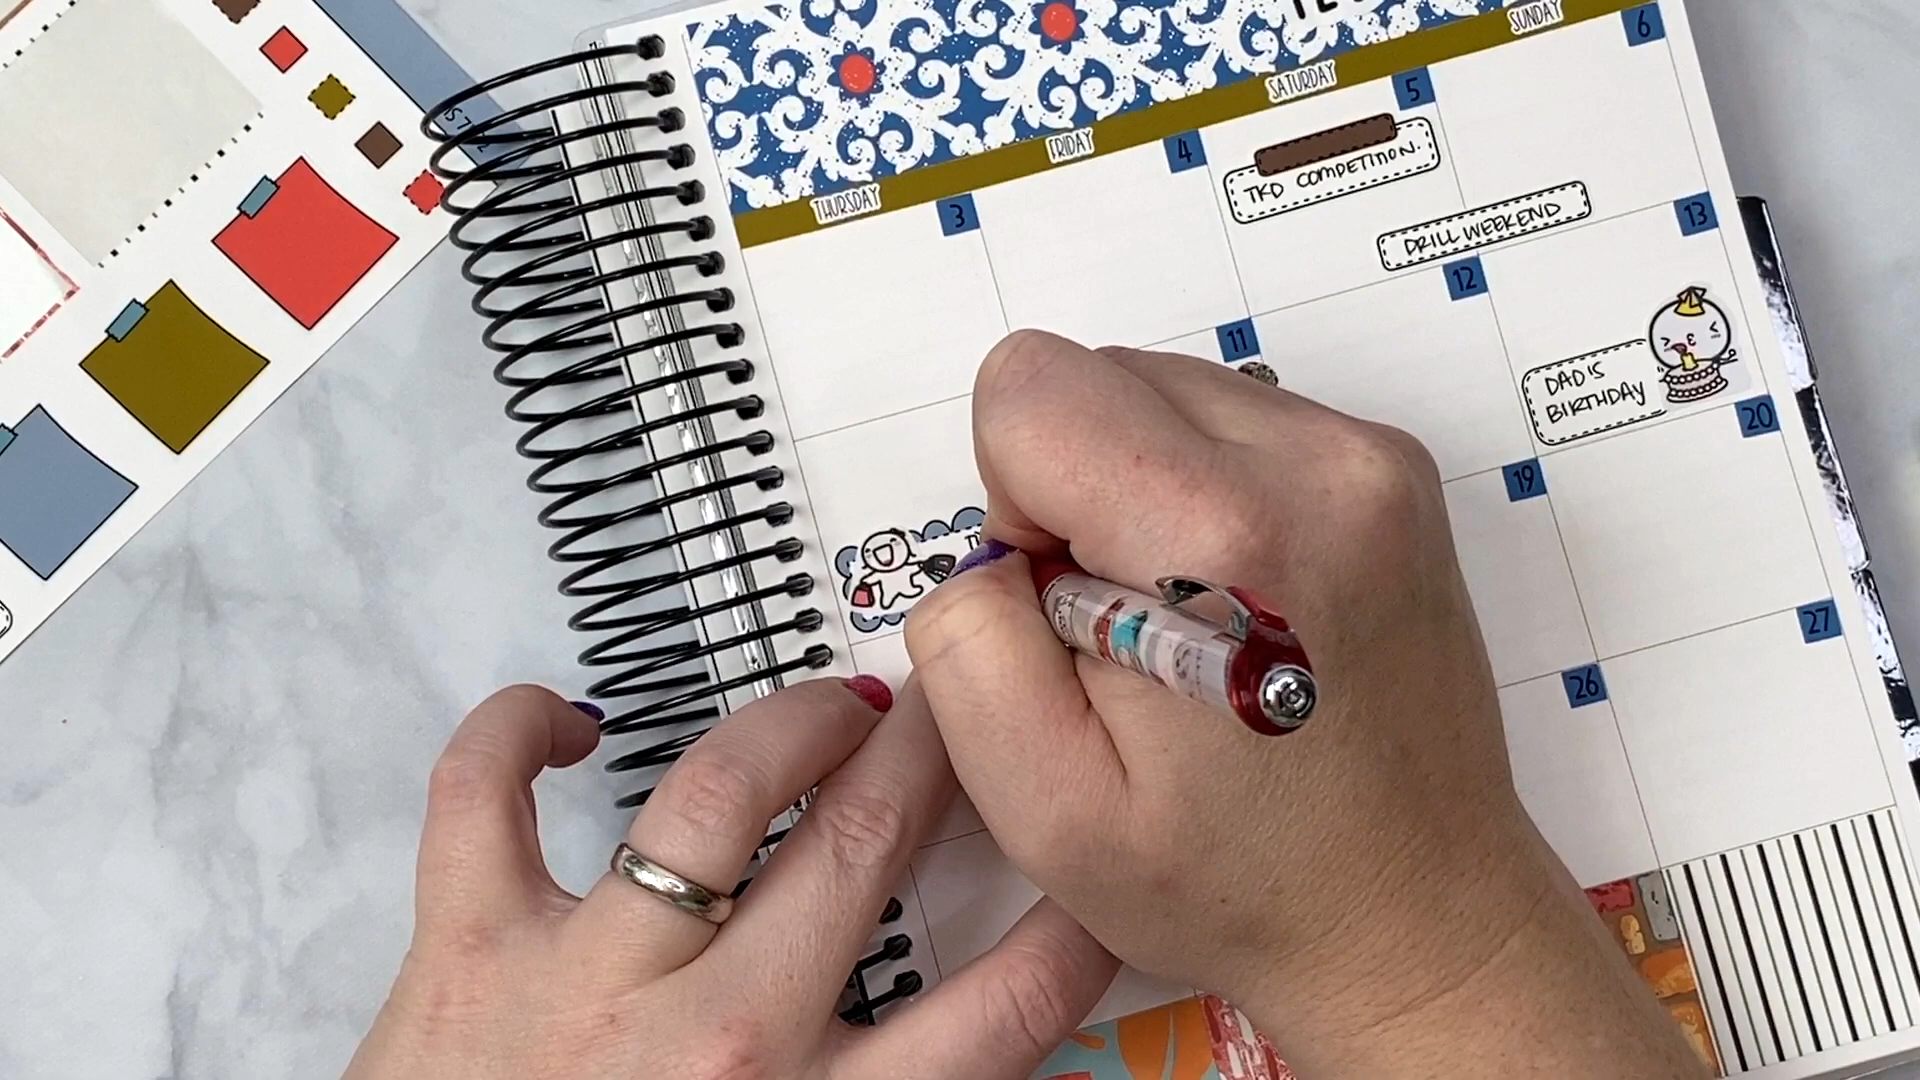 SUNDAY
6
SATURDAY
5
FRIDAY
4
THURSDAY
3
TKD COMPETITION.
DRILL WEEKEND
13
12
11
DAD'S
BIRTHDAY
20
19
27
26